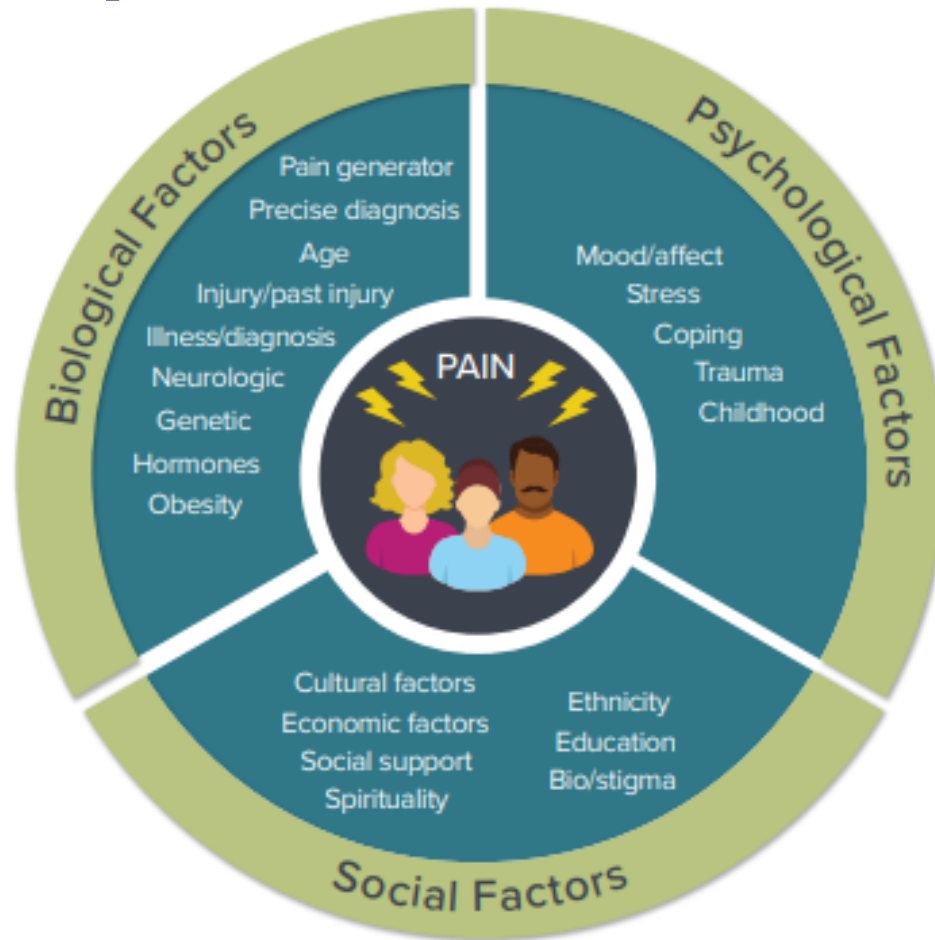 Biological Factors
Pain generator
Precise diagnosis
Age
Injury/past injury
Illness/diagnosis
Neurologic
Genetic
Hormones
Obesity
Psychological Factors
Mood/affect
Stress
Coping
Trauma
Childhood
PAIN
Cultural factors
Economic factors
Social support
Spirituality
Ethnicity
Education
Bio/stigma
Social Factors